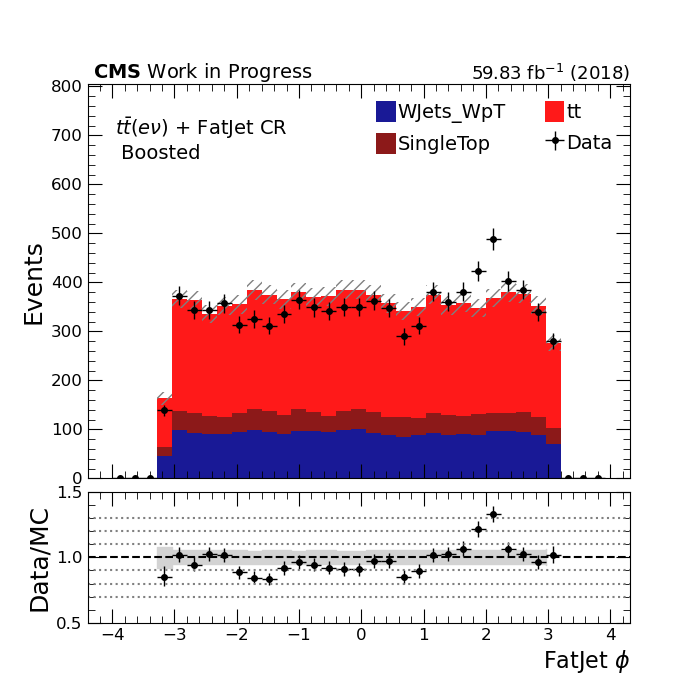 CMS Work in Progress
59.83 fb⁻¹ (2018)
tt̄(eν) + FatJet CR
Boosted
WJets_WpT
tt
SingleTop
Data
Events
800
700
600
500
400
300
200
100
0
Data/MC
1.5
1.0
0.5
−4 −3 −2 −1 0 1 2 3 4
FatJet ϕ